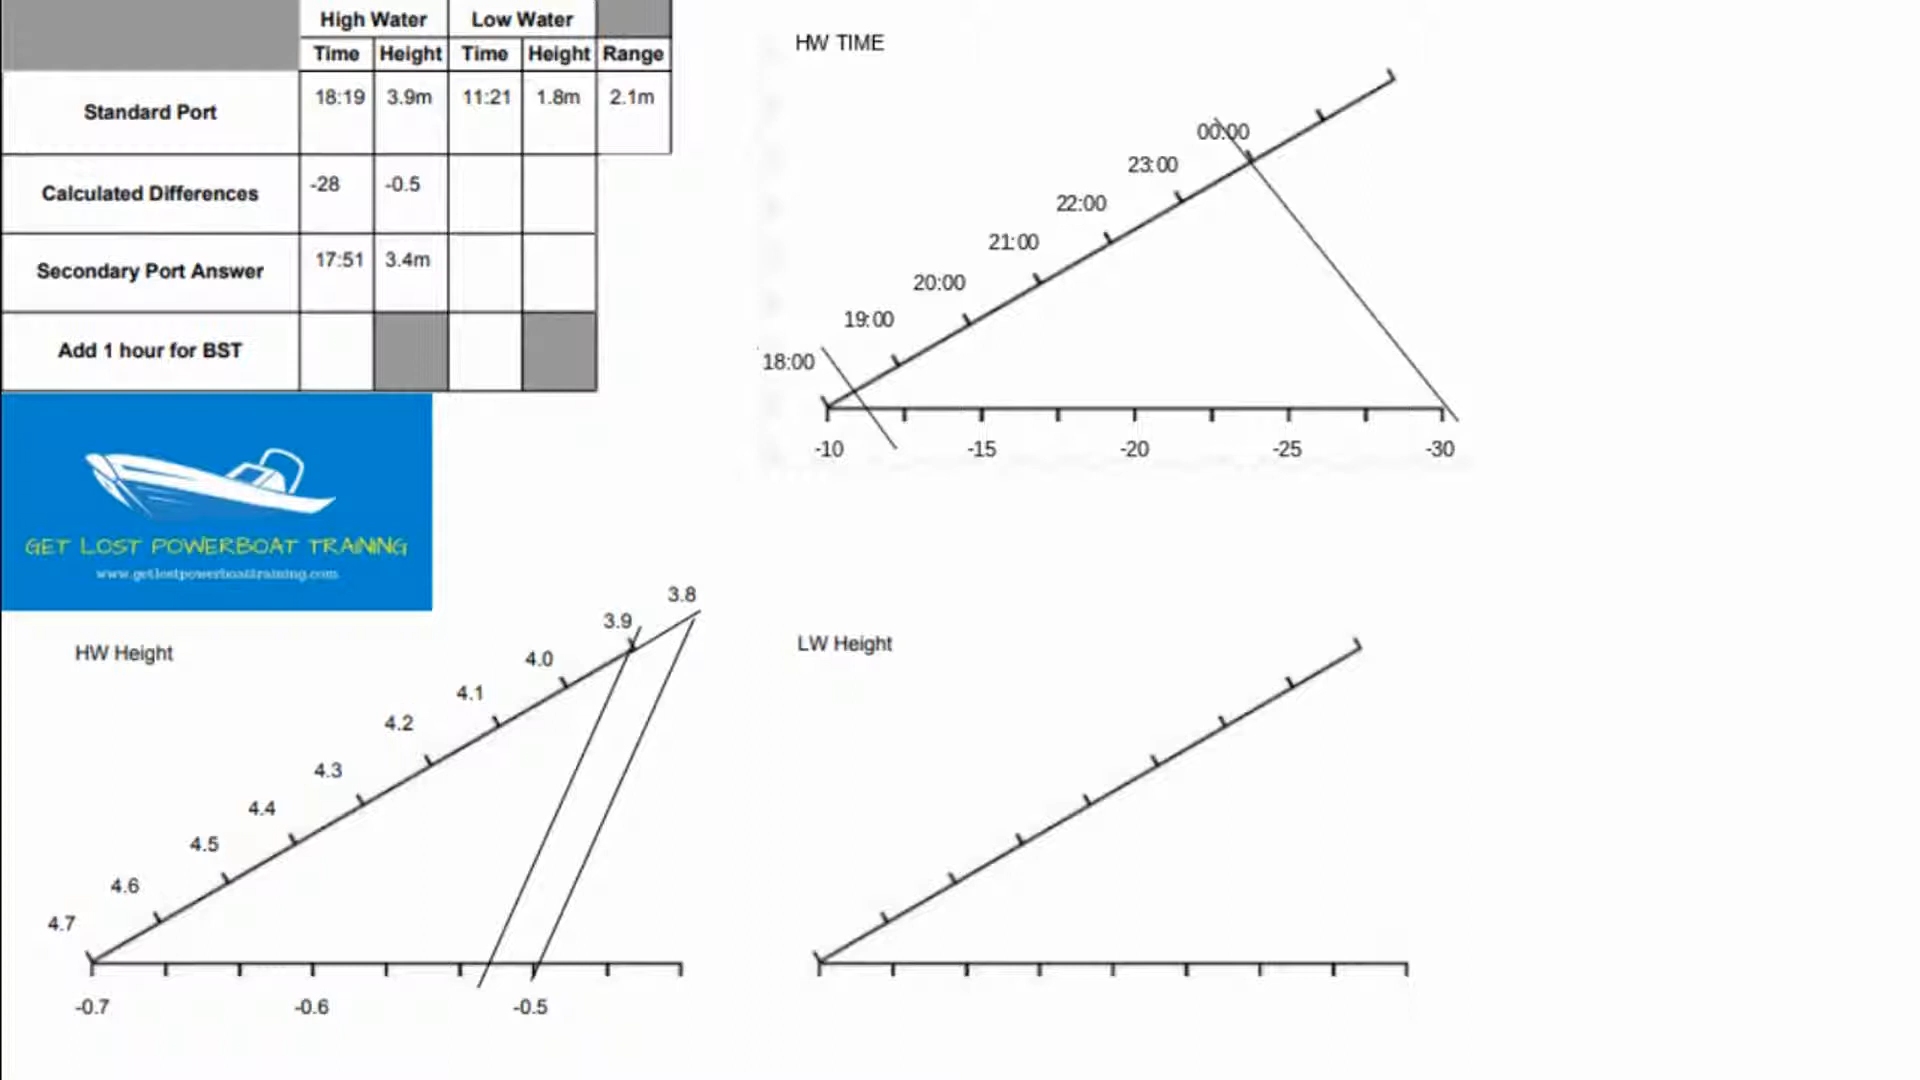 High Water Low Water
Time Height Time Height Range
Standard Port 18:19 3.9m 11:21 1.8m 2.1m
Calculated Differences -28 -0.5
Secondary Port Answer 17:51 3.4m
Add 1 hour for BST
GET LOST POWERBOAT TRAINING
www.getlostpowerboattraining.com
HW TIME
00:00
23:00
22:00
21:00
20:00
19:00
18:00
-10 -15 -20 -25 -30
HW Height
3.8
3.9
4.0
4.1
4.2
4.3
4.4
4.5
4.6
4.7
-0.7 -0.6 -0.5
LW Height